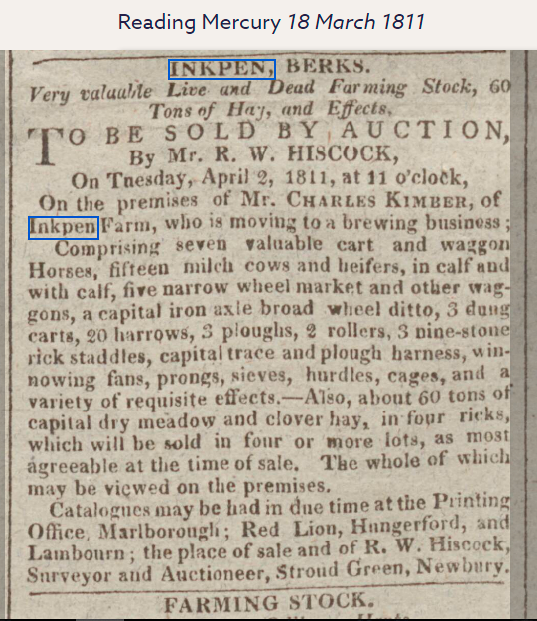 Reading Mercury 18 March 1811
INKPEN, BERKS.
Very valuable Live and Dead Farming Stock, 60
Tons of Hay, and Effects.
TO BE SOLD BY AUCTION,
By Mr. R. W. HISCOCK,
On Tuesday, April 2, 1811, at 11 o'clock,
On the premises of Mr. CHARLES KIMBER, of
Inkpen Farm, who is moving to a brewing business;
Comprising seven valuable cart and waggon
Horses, fifteen milch cows and heifers, in calf and
with calf, five narrow wheel market and other wag-
gons, a capital iron axle broad wheel ditto, 3 dung
carts, 20 harrows, 3 ploughs, 2 rollers, 3 nine-stone
rick staddles, capital trace and plough harness, win-
nowing fans, prongs, sieves, hurdles, cages, and a
variety of requisite effects.—Also, about 60 tons of
capital dry meadow and clover hay, in four ricks,
which will be sold in four or more lots, as most
agreeable at the time of sale. The whole of which
may be viewed on the premises.
Catalogues may be had in due time at the Printing
Office, Marlborough; Red Lion, Hungerford, and
Lambourn; the place of sale and of R. W. Hiscock,
Surveyor and Auctioneer, Stroud Green, Newbury.
FARMING STOCK.